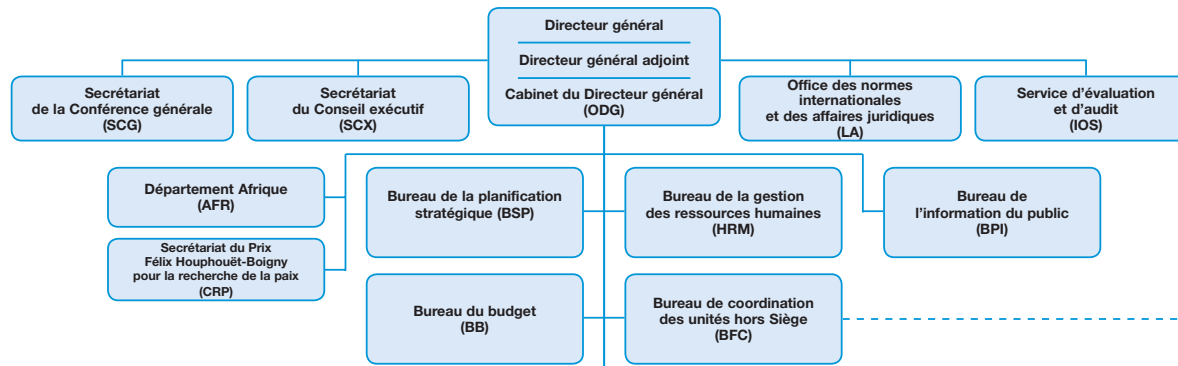 Directeur général
Directeur général adjoint
Cabinet du Directeur général
(ODG)
Secrétariat
de la Conférence générale
(SCG)
Secrétariat
du Conseil exécutif
(SCX)
Office des normes
internationales
et des affaires juridiques
(LA)
Service d’évaluation
et d’audit
(IOS)
Département Afrique
(AFR)
Bureau de la planification
stratégique (BSP)
Bureau de la gestion
des ressources humaines
(HRM)
Bureau de
l’information du public
(BPI)
Secrétariat du Prix
Félix Houphouët-Boigny
pour la recherche de la paix
(CRP)
Bureau du budget
(BB)
Bureau de coordination
des unités hors Siège
(BFC)